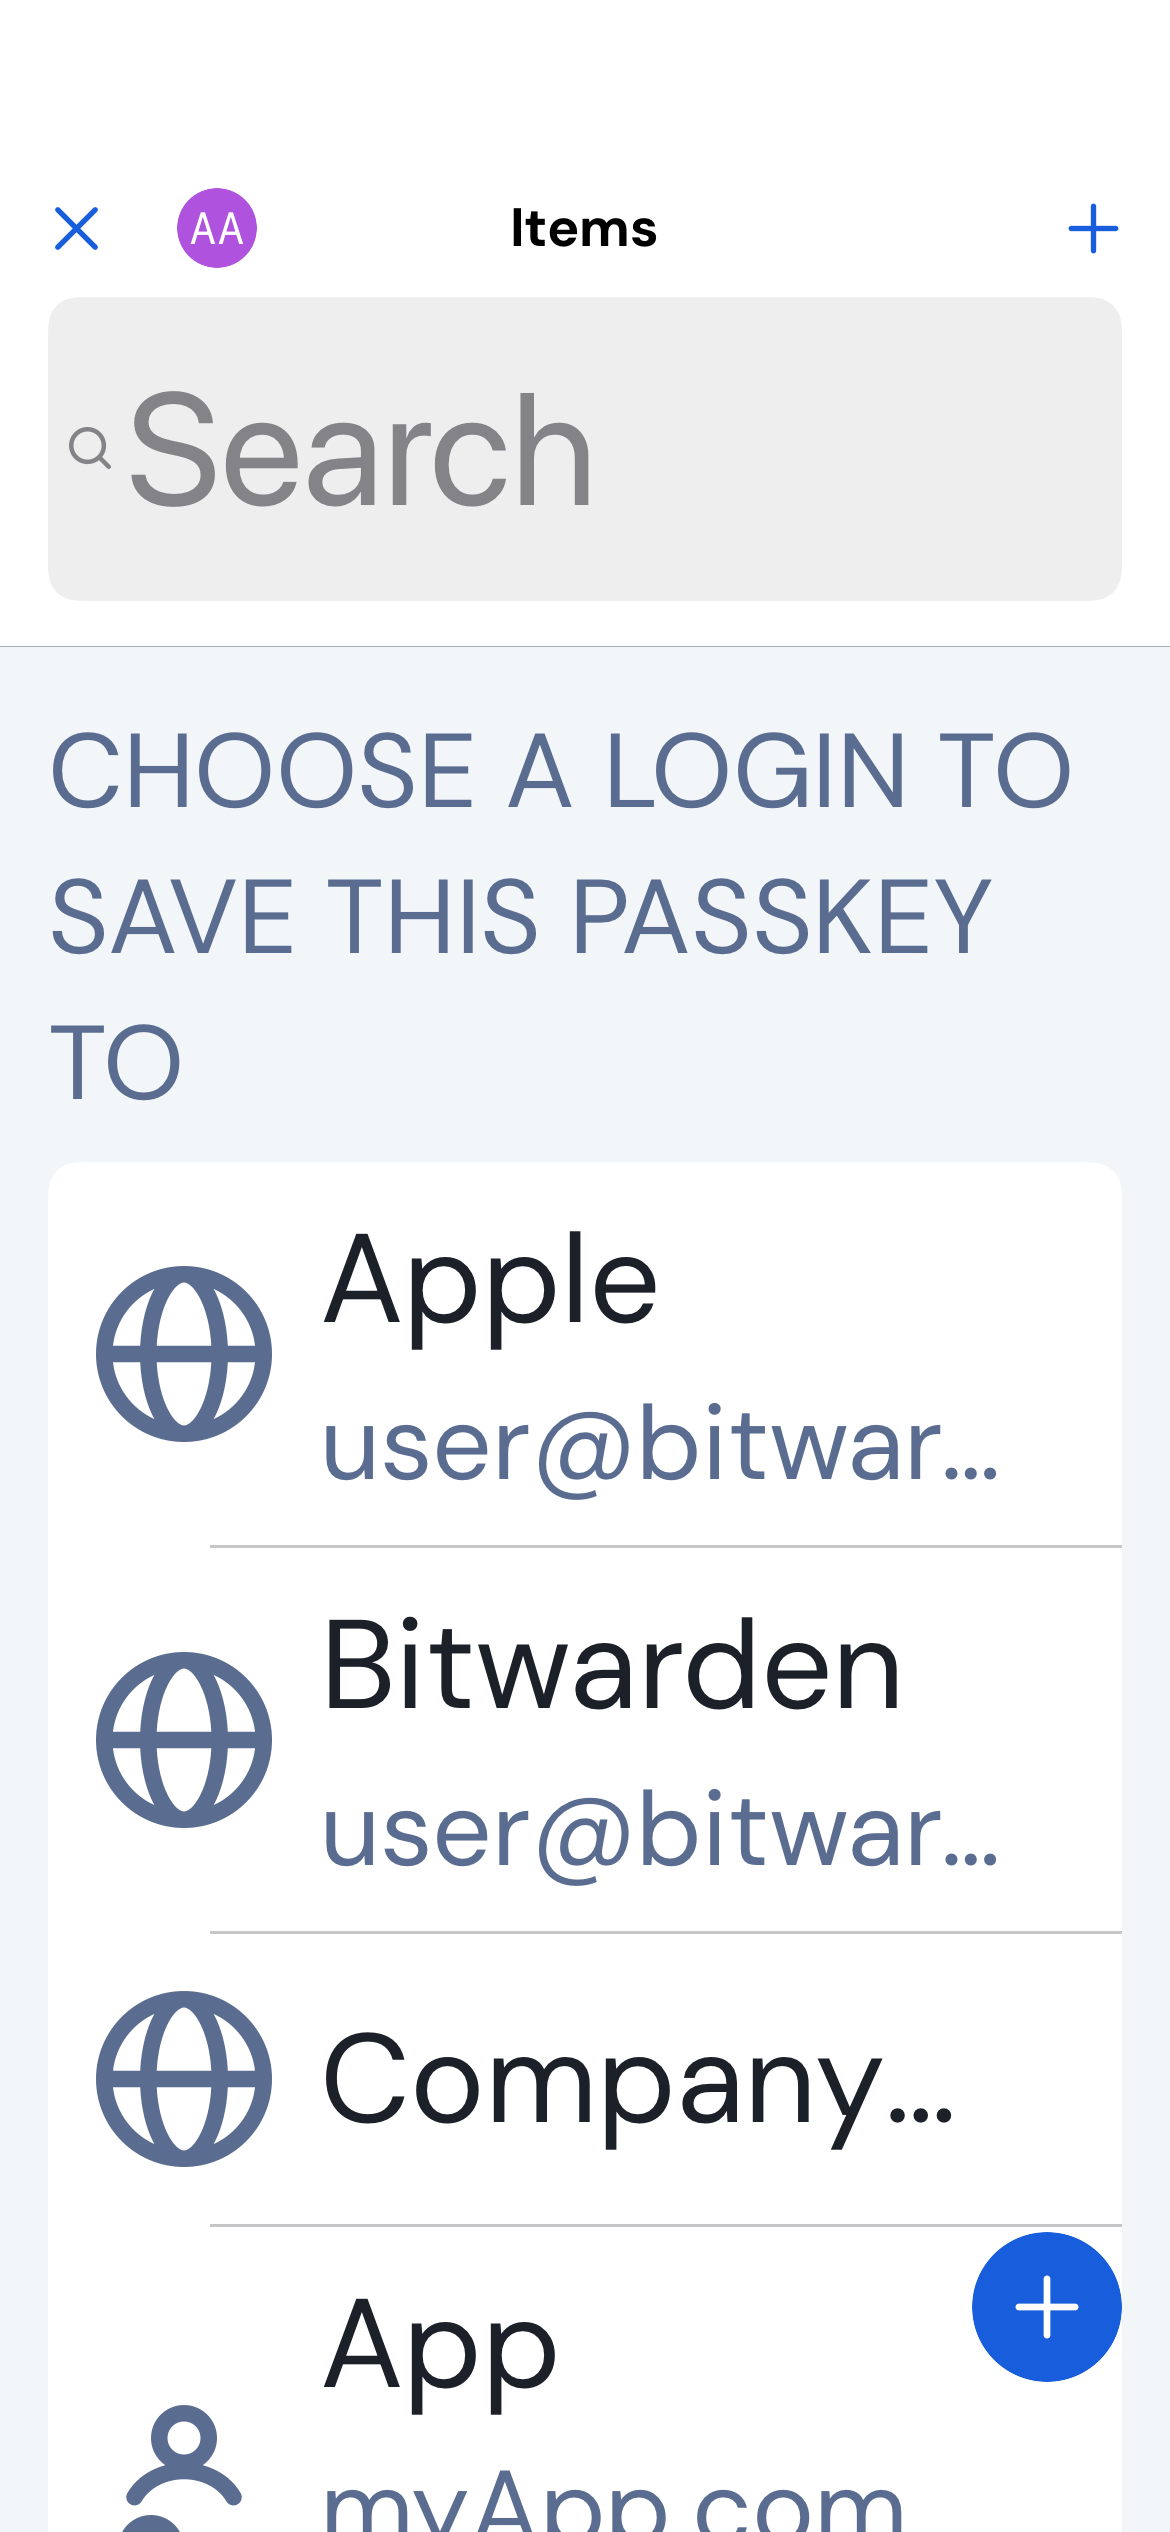 AA
Items
Search
CHOOSE A LOGIN TO
SAVE THIS PASSKEY
TO
Apple
user@bitwar...
Bitwarden
user@bitwar...
Company...
App
myApp.com